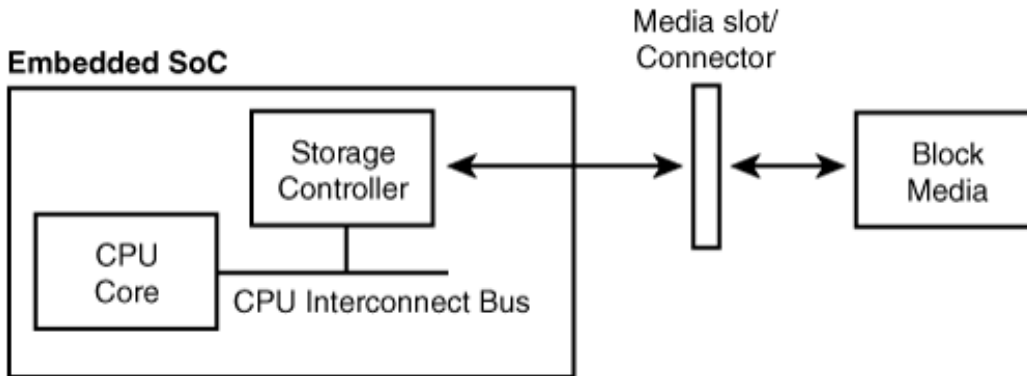 Media slot/
Connector
Embedded SoC
Storage
Controller
Block
Media
CPU
Core
CPU Interconnect Bus